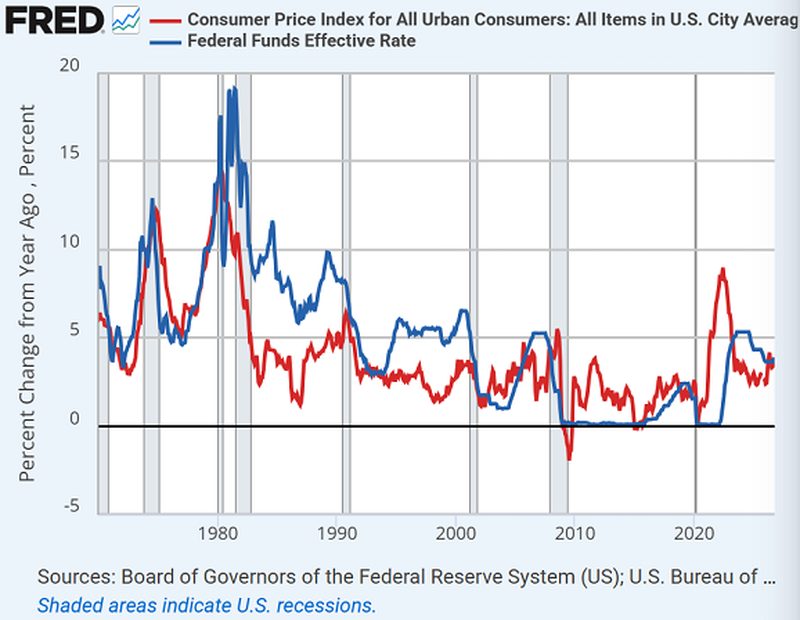 FRED
Consumer Price Index for All Urban Consumers: All Items in U.S. City Averag
Federal Funds Effective Rate
Percent Change from Year Ago , Percent
20
15
10
5
0
-5
1980
1990
2000
2010
2020
Sources: Board of Governors of the Federal Reserve System (US); U.S. Bureau of ...
Shaded areas indicate U.S. recessions.